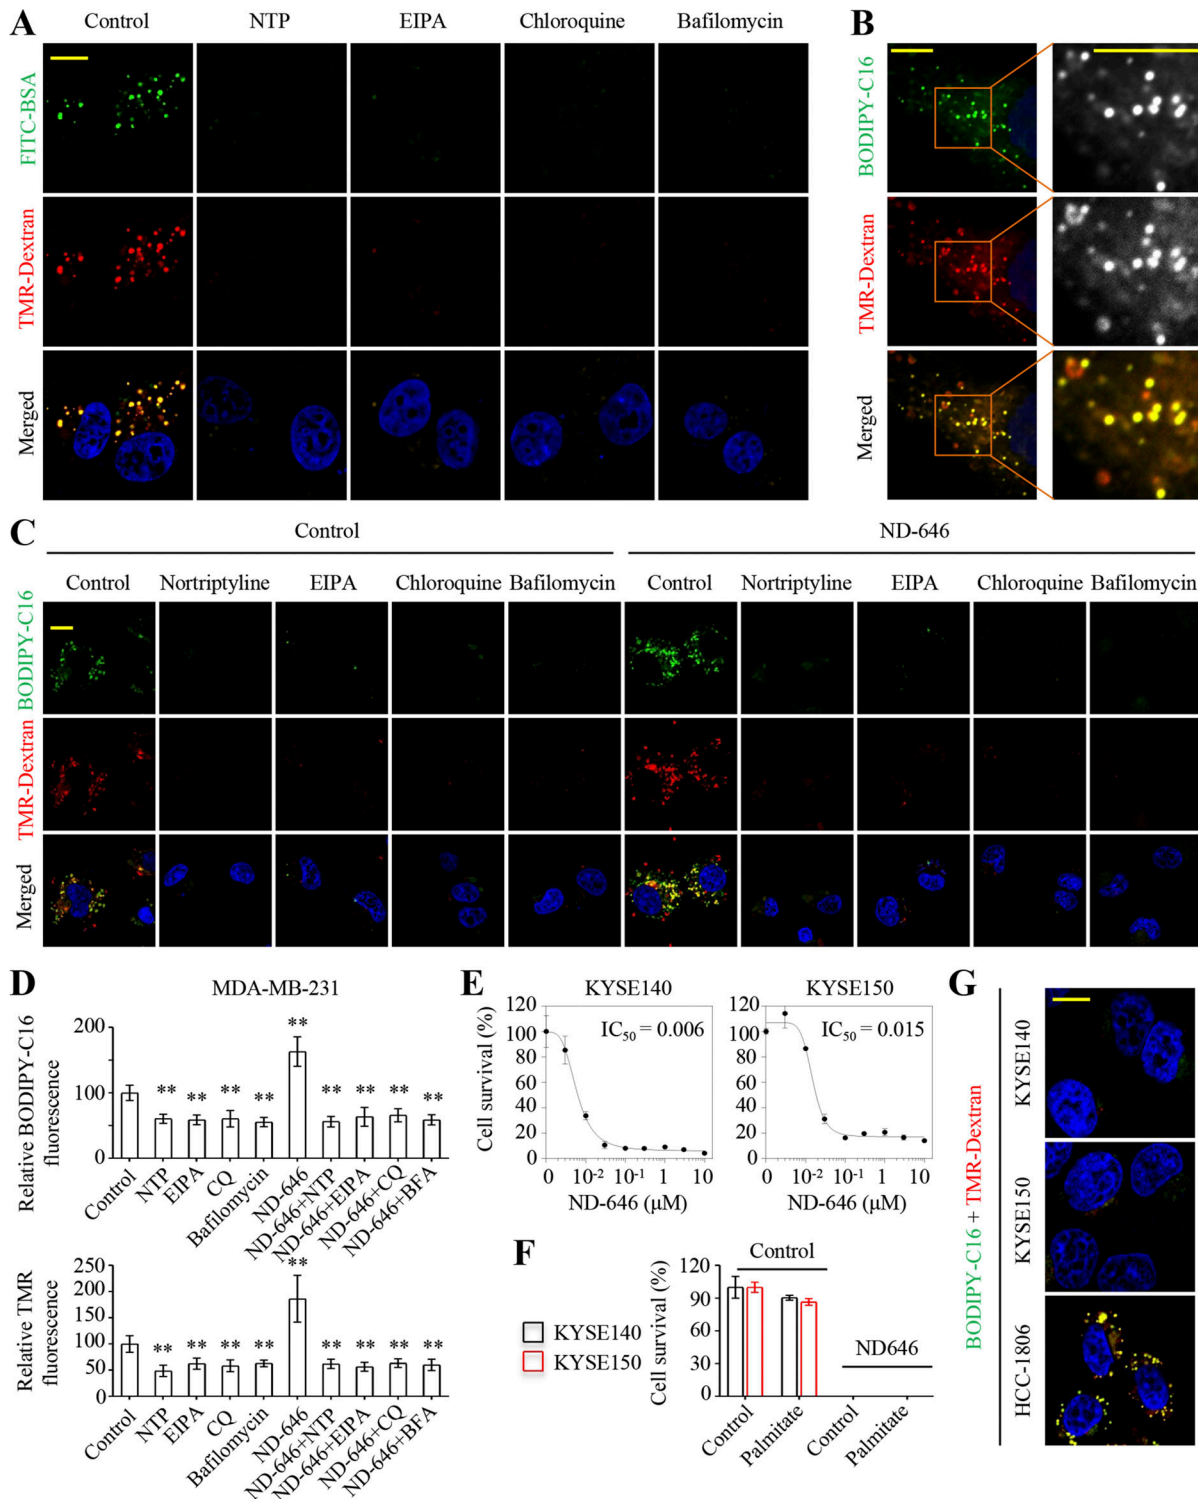 A
Control NTP EIPA Chloroquine Bafilomycin
FITC-BSA
TMR-Dextran
Merged
B
BODIPY-C16
TMR-Dextran
Merged
C
Control ND-646
Control Nortriptyline EIPA Chloroquine Bafilomycin Control Nortriptyline EIPA Chloroquine Bafilomycin
BODIPY-C16
TMR-Dextran
Merged
D
MDA-MB-231
Relative BODIPY-C16
fluorescence
200
100
0
** ** ** ** ** ** ** ** **
Control NTP EIPA CQ Bafilomycin ND-646 ND-646+NTP ND-646+EIPA ND-646+CQ ND-646+BFA
Relative TMR
fluorescence
250
200
150
100
50
0
** ** ** ** ** ** ** ** **
Control NTP EIPA CQ Bafilomycin ND-646 ND-646+NTP ND-646+EIPA ND-646+CQ ND-646+BFA
E
KYSE140
Cell survival (%)
120
100
80
60
40
20
0
IC50 = 0.006
0 10-2 10-1 1 10
ND-646 (µM)
KYSE150
120
100
80
60
40
20
0
IC50 = 0.015
0 10-2 10-1 1 10
ND-646 (µM)
F
KYSE140
KYSE150
Cell survival (%)
120
90
60
30
0
Control
ND646
Control Palmitate Control Palmitate
G
BODIPY-C16 + TMR-Dextran
KYSE140
KYSE150
HCC-1806